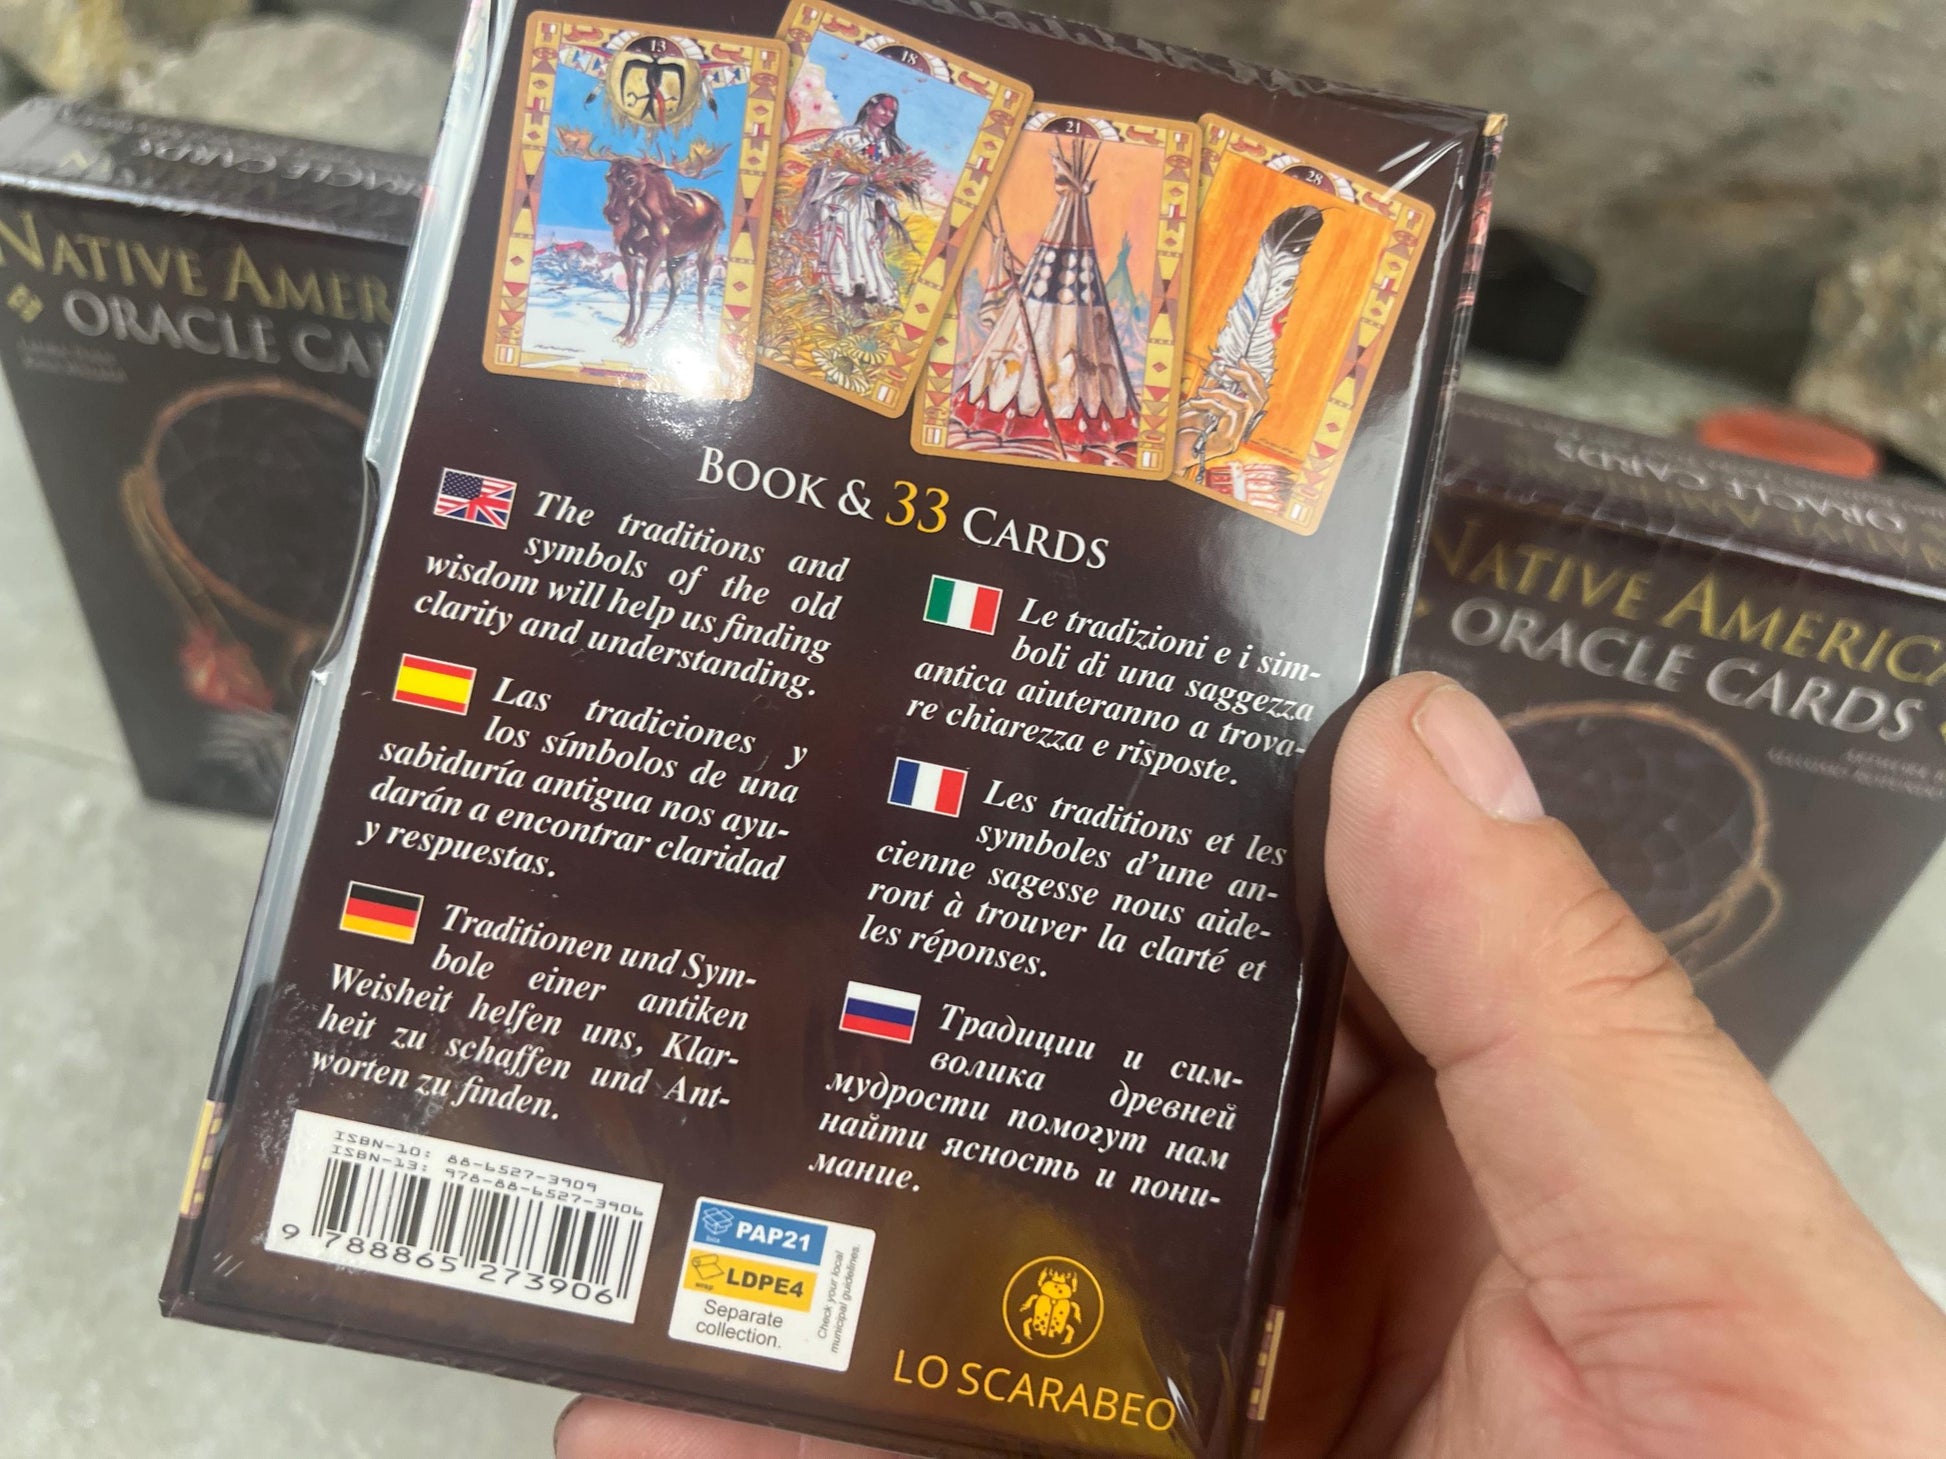 13
18
21
28
BOOK & 33 CARDS
The traditions and
symbols of the old
wisdom will help us finding
clarity and understanding.
Las tradiciones y
los símbolos de una
sabiduría antigua nos ayu-
darán a encontrar claridad
y respuestas.
Traditionen und Sym-
bole einer antiken
Weisheit helfen uns, Klar-
heit zu schaffen und Ant-
worten zu finden.
Le tradizioni e i sim-
boli di una saggezza
antica aiuteranno a trova-
re chiarezza e risposte.
Les traditions et les
symboles d'une an-
cienne sagesse nous aide-
ront à trouver la clarté et
les réponses.
Традиции и сим-
волика древней
мудрости помогут нам
найти ясность и пони-
мание.
ISBN-10: 88-6527-3909
ISBN-13: 978-88-6527-3906
9 788865 273906
PAP21
box
LDPE4
wrap
Separate
collection.
Check your local
municipal guidelines.
LO SCARABEO
ORACLE CARDS
NATIVE AMER
ORACLE CA
ORACLE CARDS
NATIVE AMERICA
ORACLE CARDS